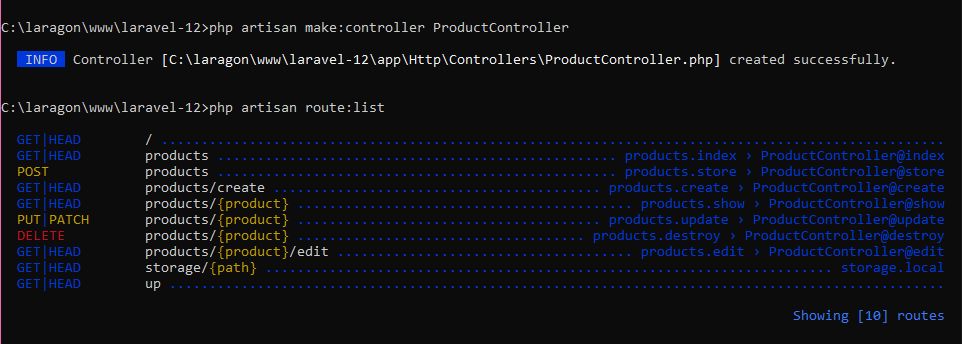 C:\laragon\www\laravel-12>php artisan make:controller ProductController
INFO Controller [C:\laragon\www\laravel-12\app\Http\Controllers\ProductController.php] created successfully.
C:\laragon\www\laravel-12>php artisan route:list
GET|HEAD / ....................................................................................................
GET|HEAD products .................................................. products.index › ProductController@index
POST products .................................................. products.store › ProductController@store
GET|HEAD products/create ......................................... products.create › ProductController@create
GET|HEAD products/{product} .......................................... products.show › ProductController@show
PUT|PATCH products/{product} ...................................... products.update › ProductController@update
DELETE products/{product} ..................................... products.destroy › ProductController@destroy
GET|HEAD products/{product}/edit ....................................... products.edit › ProductController@edit
GET|HEAD storage/{path} ....................................................................... storage.local
GET|HEAD up ...................................................................................................
Showing [10] routes